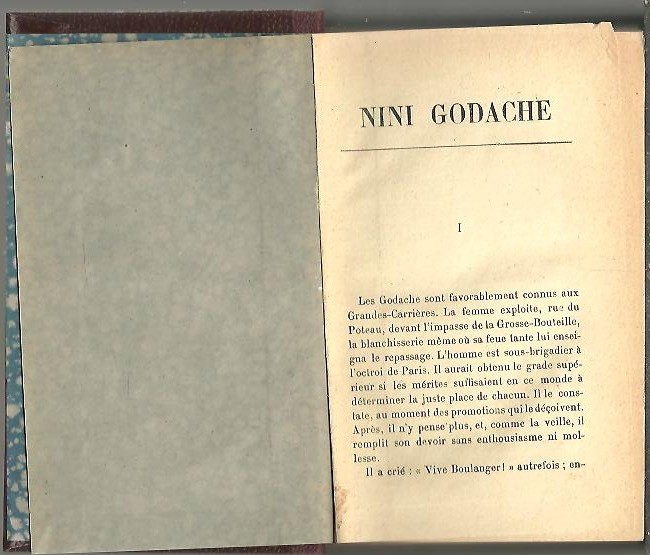 NINI GODACHE
I
Les Godache sont favorablement connus aux
Grandes-Carrières. La femme exploite, rue du
Poteau, devant l'impasse de la Grosse-Bouteille,
la blanchisserie même où sa feue tante lui ensei-
gna le repassage. L'homme est sous-brigadier à
l'octroi de Paris. Il aurait obtenu le grade supé-
rieur si les mérites suffisaient en ce monde à
déterminer la juste place de chacun. Il le cons-
tate, au moment des promotions qui le déçoivent.
Après, il n'y pense plus, et, comme la veille, il
remplit son devoir sans enthousiasme ni mol-
lesse.
Il a crié : « Vive Boulanger! » autrefois ; en-